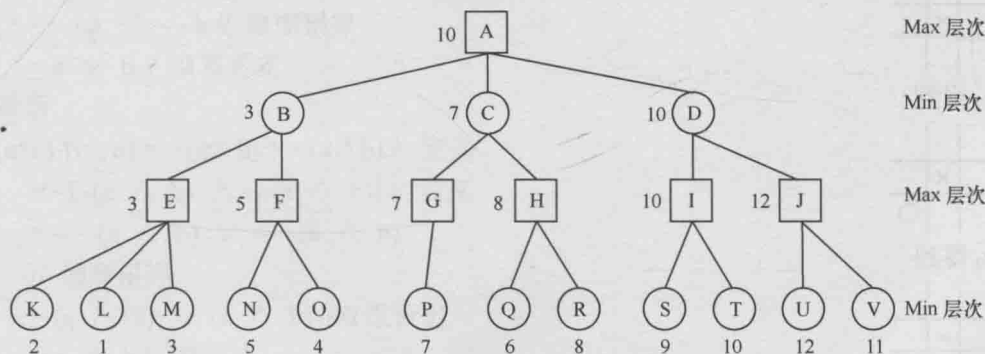 10 A Max 层次
3 B 7 C 10 D Min 层次
3 E 5 F 7 G 8 H 10 I 12 J Max 层次
K L M N O P Q R S T U V Min 层次
2 1 3 5 4 7 6 8 9 10 12 11